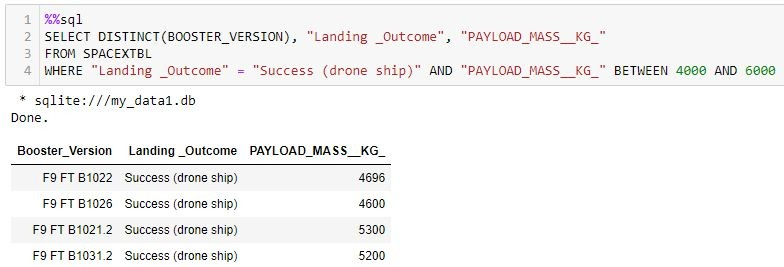 1 %%sql
2 SELECT DISTINCT(BOOSTER_VERSION), "Landing _Outcome", "PAYLOAD_MASS__KG_"
3 FROM SPACEXTBL
4 WHERE "Landing _Outcome" = "Success (drone ship)" AND "PAYLOAD_MASS__KG_" BETWEEN 4000 AND 6000
* sqlite:///my_data1.db
Done.
Booster_Version Landing _Outcome PAYLOAD_MASS__KG_
F9 FT B1022 Success (drone ship) 4696
F9 FT B1026 Success (drone ship) 4600
F9 FT B1021.2 Success (drone ship) 5300
F9 FT B1031.2 Success (drone ship) 5200